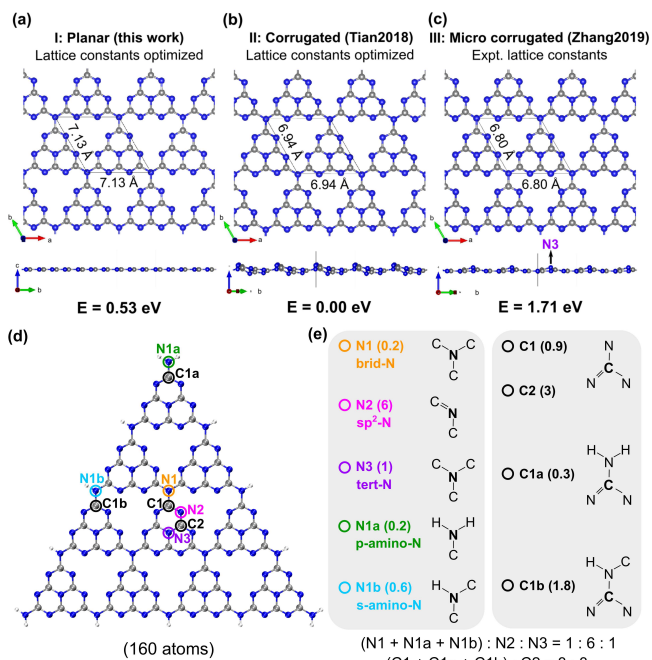 (a)
I: Planar (this work)
Lattice constants optimized
7.13 Å
7.13 Å
b
a
c
b
E = 0.53 eV
(b)
II: Corrugated (Tian2018)
Lattice constants optimized
6.94 Å
6.94 Å
b
a
b
E = 0.00 eV
(c)
III: Micro corrugated (Zhang2019)
Expt. lattice constants
6.80 Å
6.80 Å
b
a
N3
b
E = 1.71 eV
(d)
N1a
C1a
N1b
N1
C1b
C1
N2
C2
N3
(160 atoms)
(e)
N1 (0.2)
brid-N
C C
N
C
N2 (6)
sp²-N
C
N
C
N3 (1)
tert-N
C C
N
C
N1a (0.2)
p-amino-N
H H
N
C
N1b (0.6)
s-amino-N
H C
N
C
C1 (0.9)
C2 (3)
N
C
N N
C1a (0.3)
H H
N
C
N N
C1b (1.8)
H C
N
C
N N
(N1 + N1a + N1b) : N2 : N3 = 1 : 6 : 1